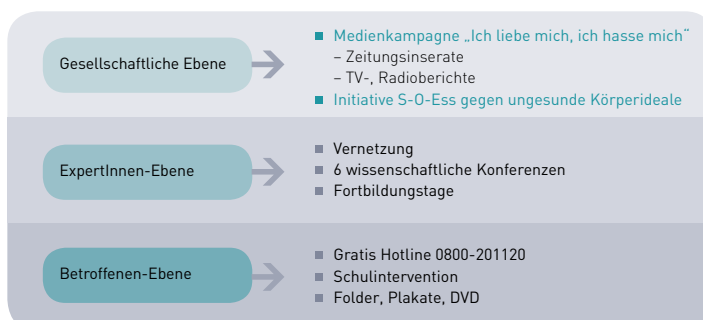 Gesellschaftliche Ebene
Medienkampagne „Ich liebe mich, ich hasse mich“
– Zeitungsinserate
– TV-, Radioberichte
Initiative S-O-Ess gegen ungesunde Körperideale
ExpertInnen-Ebene
Vernetzung
6 wissenschaftliche Konferenzen
Fortbildungstage
Betroffenen-Ebene
Gratis Hotline 0800-201120
Schulintervention
Folder, Plakate, DVD